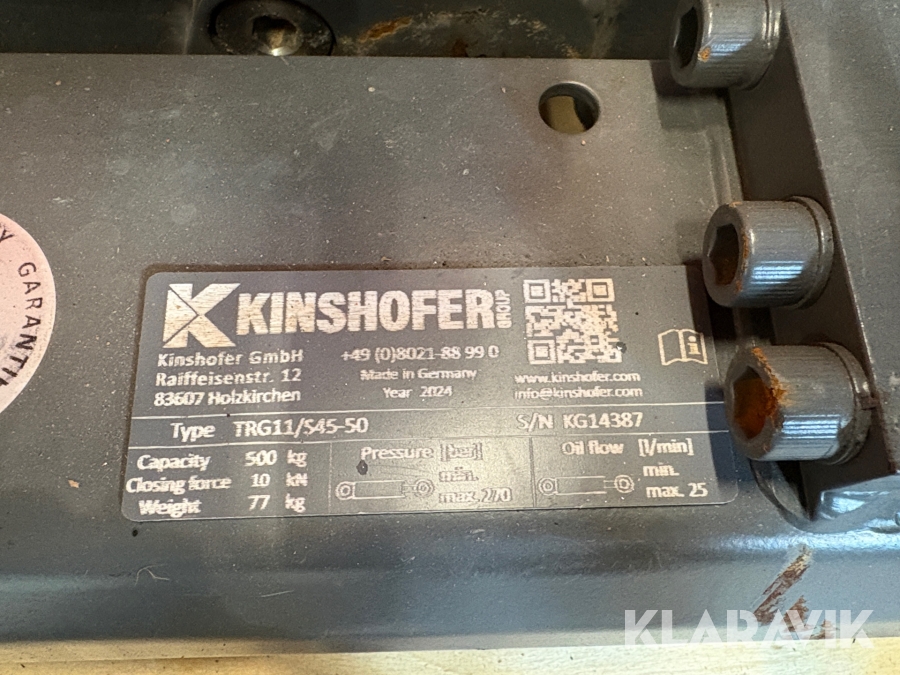 KINSHOFER GROUP
Kinshofer GmbH
Raiffeisenstr. 12
83607 Holzkirchen
+49 (0)8021-88 99 0
Made in Germany
Year 2024
www.kinshofer.com
info@kinshofer.com
Type TRG11/S45-50
S/N KG14387
Capacity 500 kg
Closing force 10 kN
Weight 77 kg
Pressure [bar]
min.
max. 270
Oil flow [l/min]
min.
max. 25
KLARAVIK